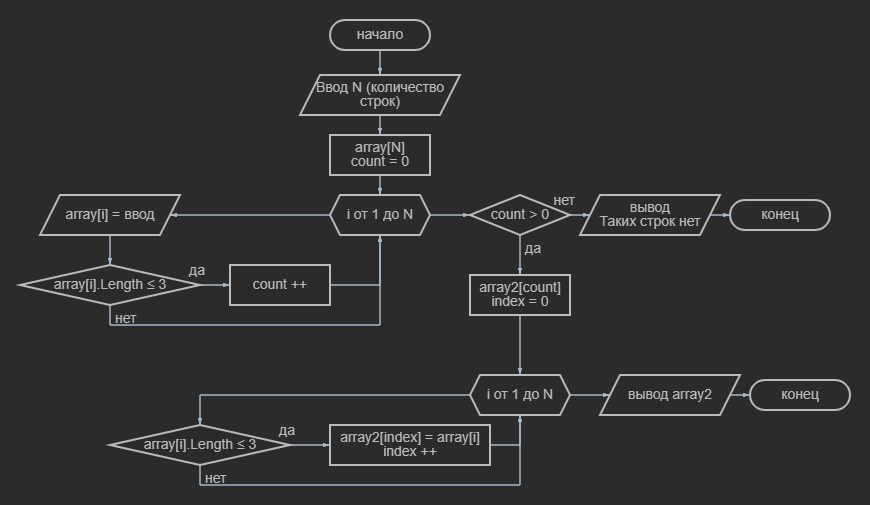 начало
Ввод N (количество
строк)
array[N]
count = 0
array[i] = ввод
i от 1 до N
count > 0
нет
вывод
Таких строк нет
конец
да
array[i].Length ≤ 3
да
count ++
нет
array2[count]
index = 0
i от 1 до N
вывод array2
конец
array[i].Length ≤ 3
да
array2[index] = array[i]
index ++
нет